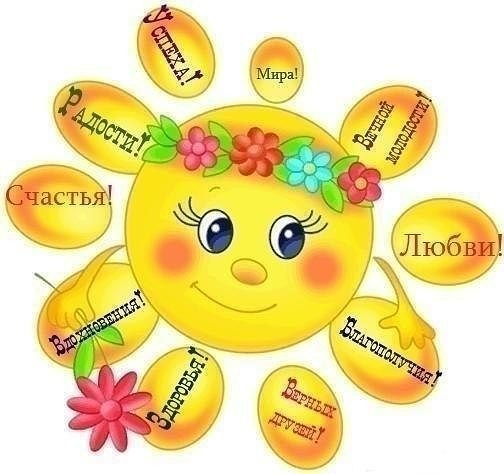 Успеха!
Мира!
Радости!
Вечной
молодости!
Счастья!
Любви!
Вдохновения!
Благополучия!
Здоровья!
Верных
друзей!